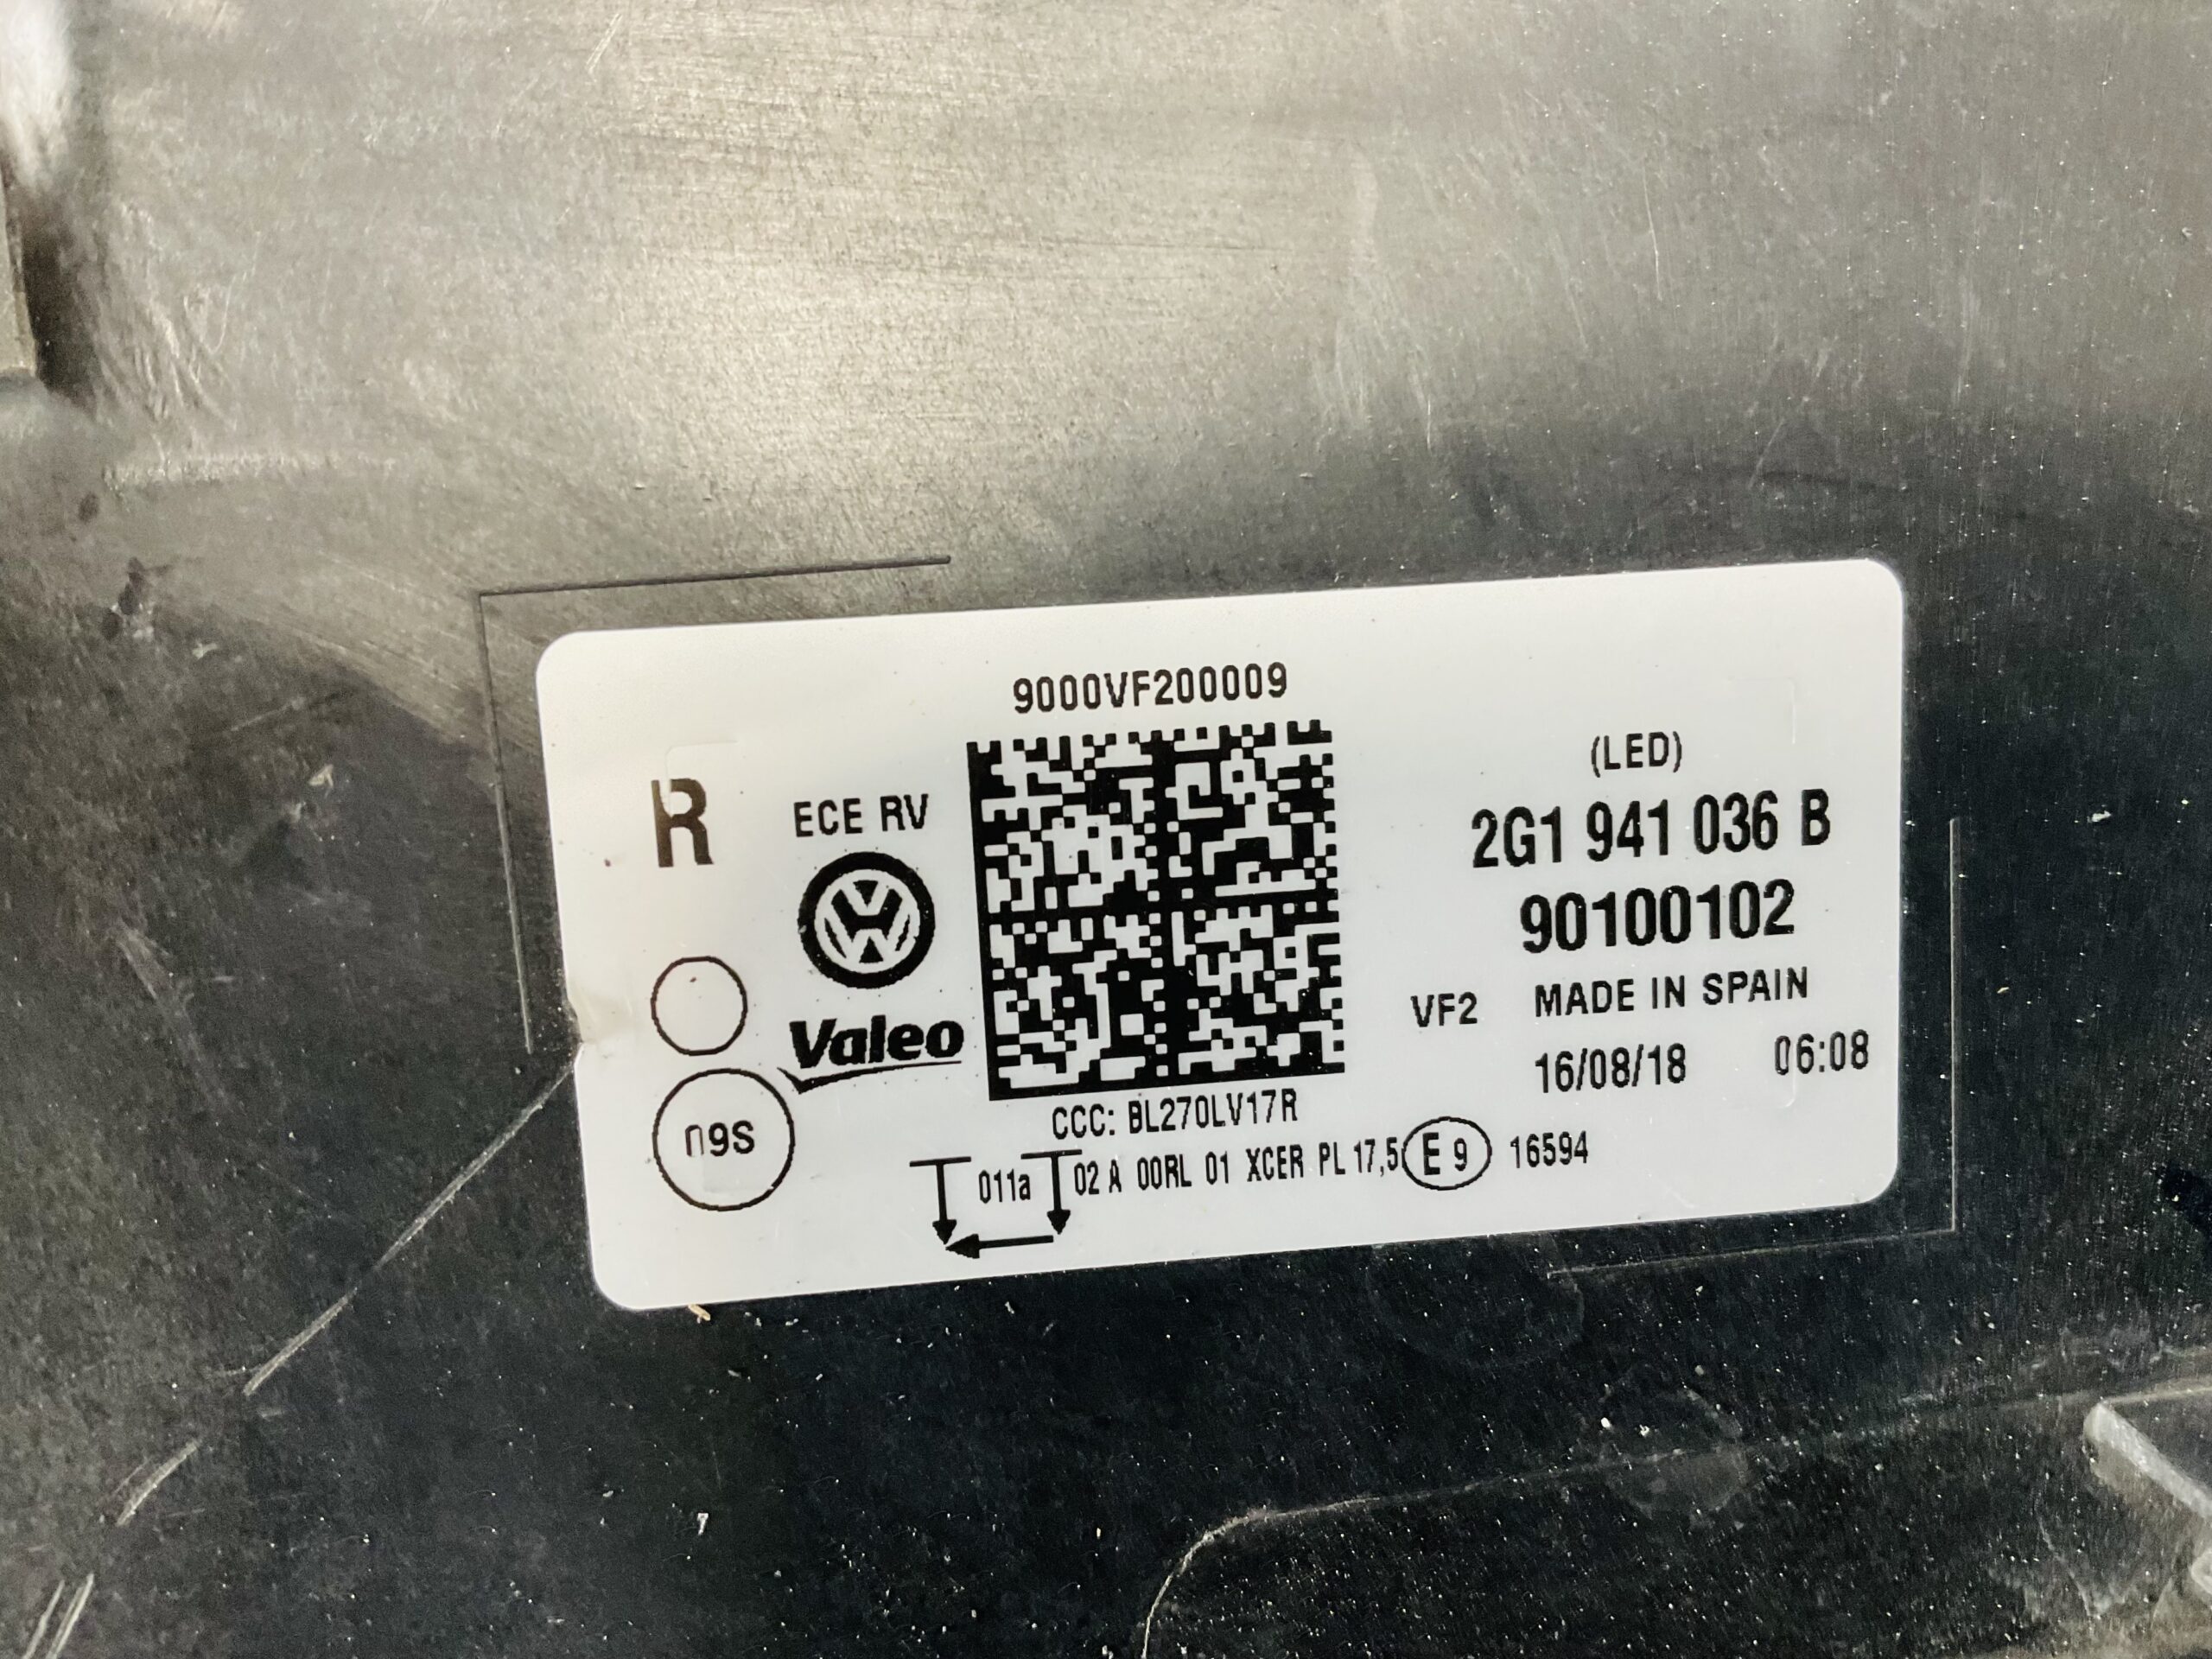 9000VF200009
R
ECE RV
(LED)
2G1 941 036 B
90100102
Valeo
VF2 MADE IN SPAIN
16/08/18 06:08
CCC: BL270LV17R
011a 02 A 00RL 01 XCER PL 17,5 E 9 16594